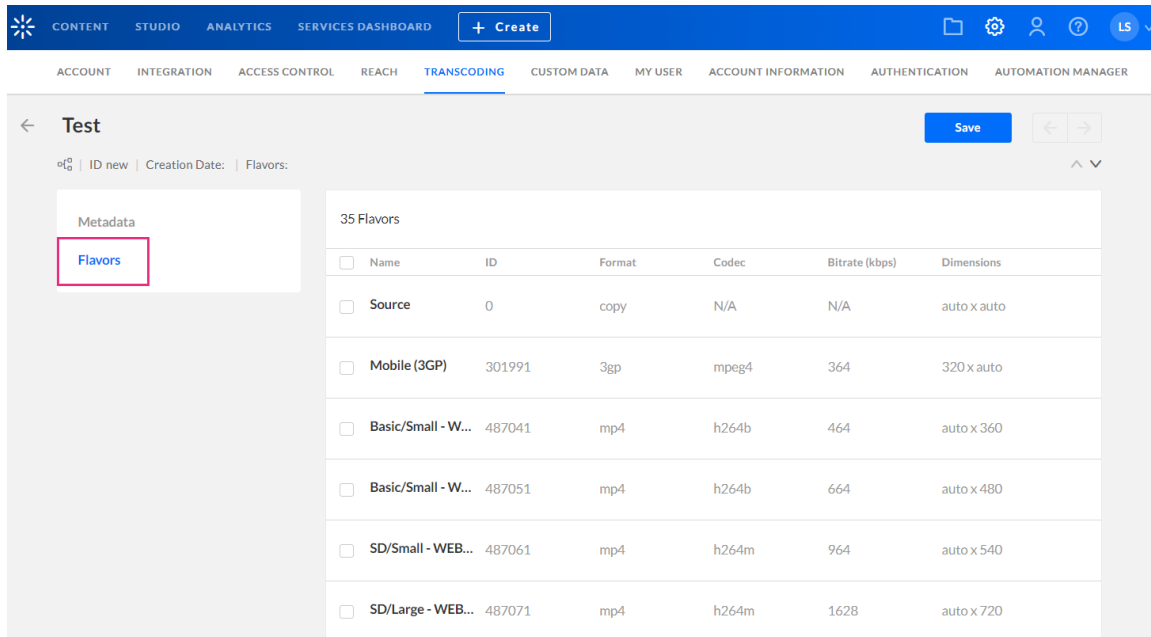 CONTENT STUDIO ANALYTICS SERVICES DASHBOARD + Create LS
ACCOUNT INTEGRATION ACCESS CONTROL REACH TRANSCODING CUSTOM DATA MY USER ACCOUNT INFORMATION AUTHENTICATION AUTOMATION MANAGER
Test Save
ID new | Creation Date: | Flavors:
Metadata
Flavors
35 Flavors
Name ID Format Codec Bitrate (kbps) Dimensions
Source 0 copy N/A N/A auto x auto
Mobile (3GP) 301991 3gp mpeg4 364 320 x auto
Basic/Small - W... 487041 mp4 h264b 464 auto x 360
Basic/Small - W... 487051 mp4 h264b 664 auto x 480
SD/Small - WEB... 487061 mp4 h264m 964 auto x 540
SD/Large - WEB... 487071 mp4 h264m 1628 auto x 720